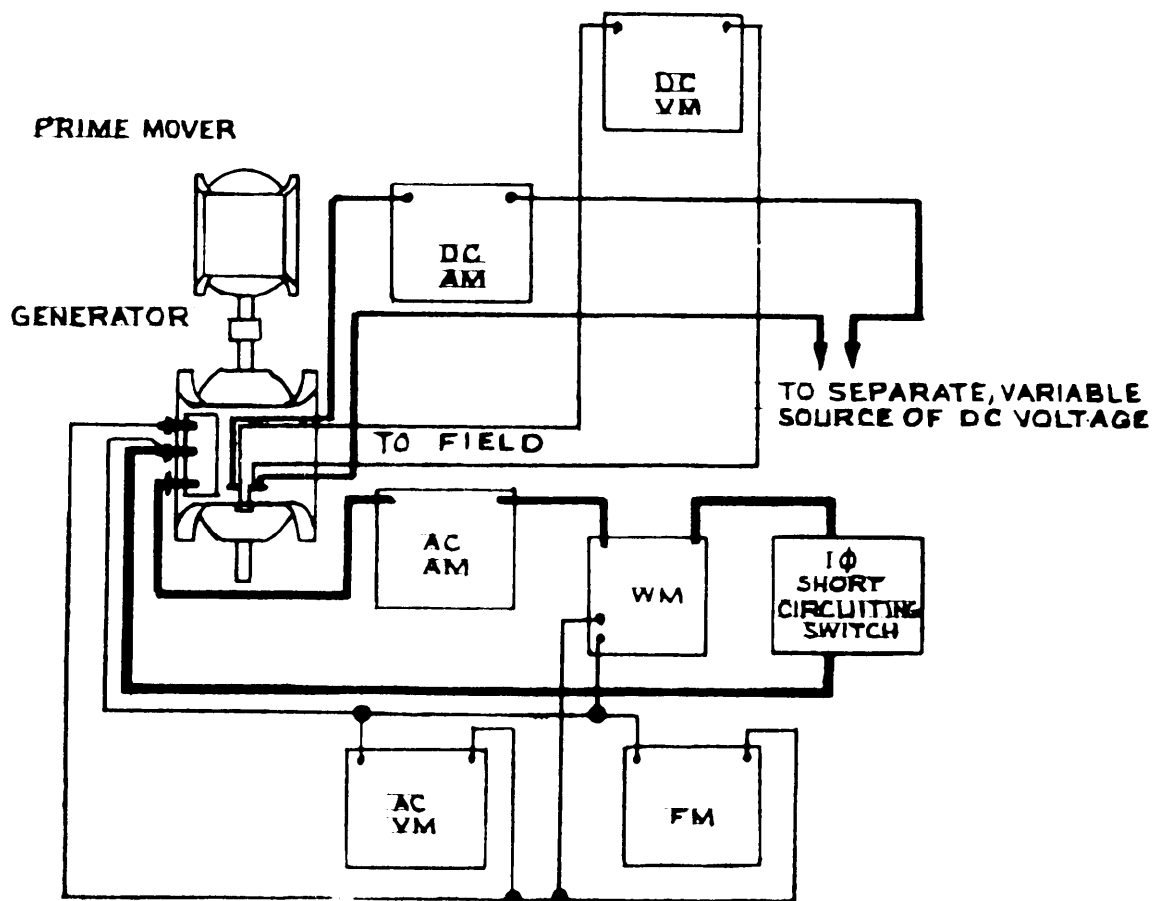 DC
VM
PRIME MOVER
DC
AM
GENERATOR
TO SEPARATE, VARIABLE
SOURCE OF DC VOLTAGE
TO FIELD
AC
AM
WM
1ϕ
SHORT
CIRCUITING
SWITCH
AC
VM
FM